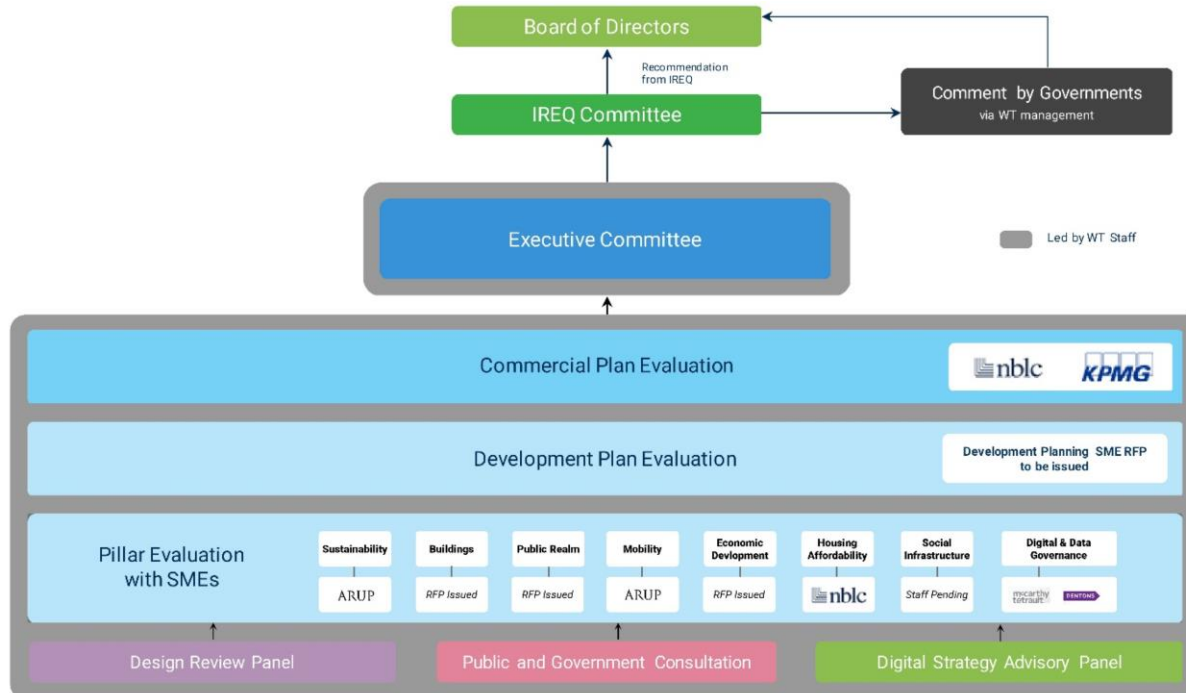 Board of Directors
Recommendation
from IREQ
IREQ Committee
Comment by Governments
via WT management
Executive Committee
Led by WT Staff
Commercial Plan Evaluation
nblc
KPMG
Development Plan Evaluation
Development Planning SME RFP
to be issued
Pillar Evaluation
with SMEs
Sustainability
ARUP
Buildings
RFP Issued
Public Realm
RFP Issued
Mobility
ARUP
Economic
Devlopment
RFP Issued
Housing
Affordability
nblc
Social
Infrastructure
Staff Pending
Digital & Data
Governance
mccarthy
tetrault
DENTONS
Design Review Panel
Public and Government Consultation
Digital Strategy Advisory Panel